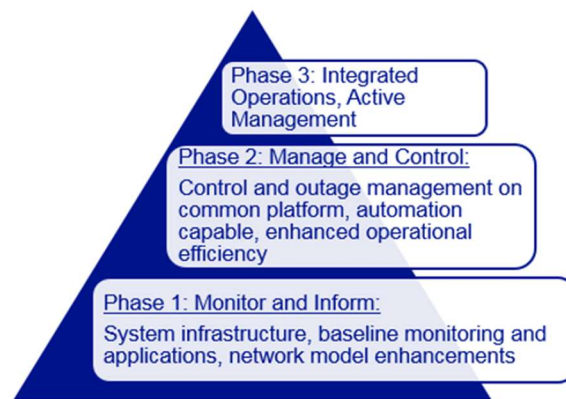 Phase 3: Integrated
Operations, Active
Management
Phase 2: Manage and Control:
Control and outage management on
common platform, automation
capable, enhanced operational
efficiency
Phase 1: Monitor and Inform:
System infrastructure, baseline monitoring and
applications, network model enhancements